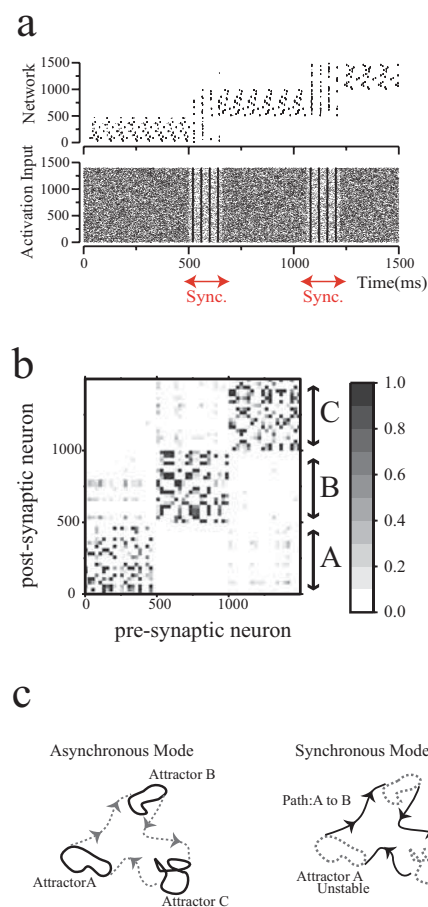 a
Network
1500
1000
500
0
Activation Input
1500
1000
500
0
0
500
1000
1500
Time(ms)
Sync.
Sync.
b
post-synaptic neuron
1000
500
0
0
500
1000
pre-synaptic neuron
C
B
A
1.0
0.8
0.6
0.4
0.2
0.0
c
Asynchronous Mode
Attractor B
AttractorA
Attractor C
Synchronous Mode
Path:A to B
Attractor A
Unstable